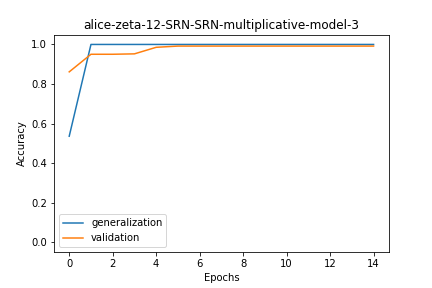 alice-zeta-12-SRN-SRN-multiplicative-model-3
1.0
0.8
0.6
0.4
0.2
0.0
Accuracy
generalization
validation
0 2 4 6 8 10 12 14
Epochs